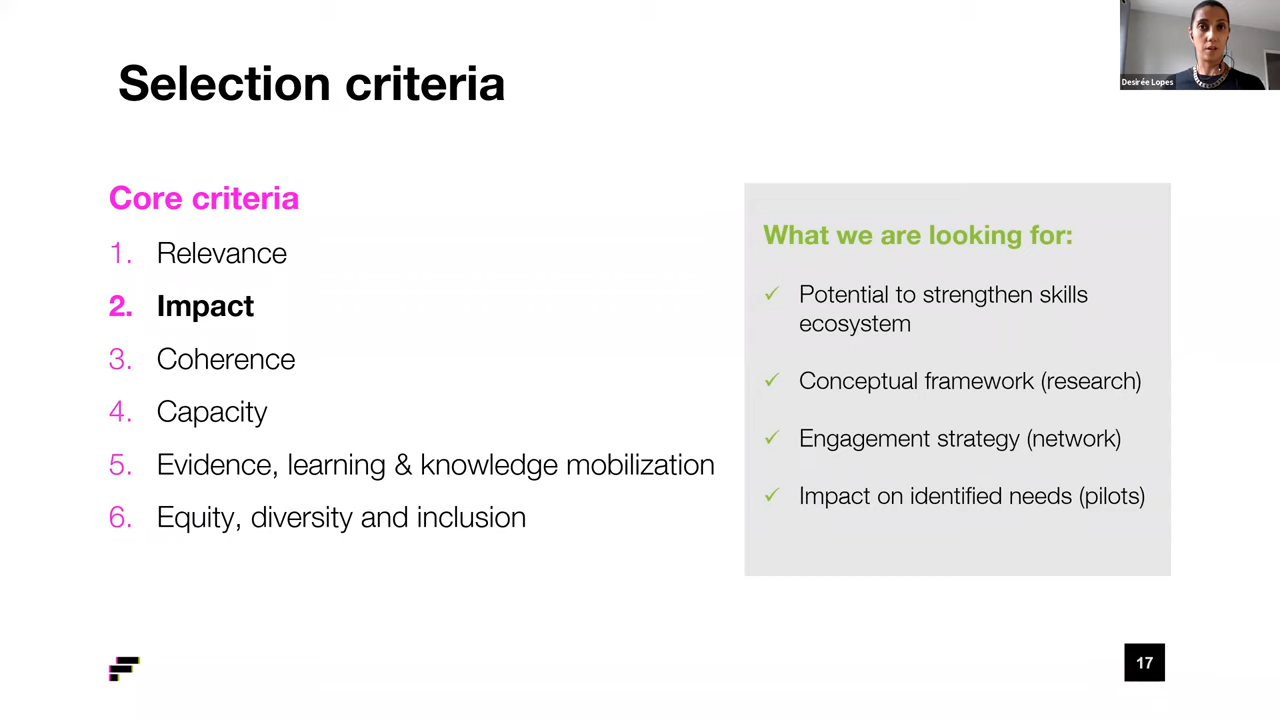 Selection criteria
Desirée Lopes
Core criteria
1. Relevance
2. Impact
3. Coherence
4. Capacity
5. Evidence, learning & knowledge mobilization
6. Equity, diversity and inclusion
What we are looking for:
✓ Potential to strengthen skills
ecosystem
✓ Conceptual framework (research)
✓ Engagement strategy (network)
✓ Impact on identified needs (pilots)
17